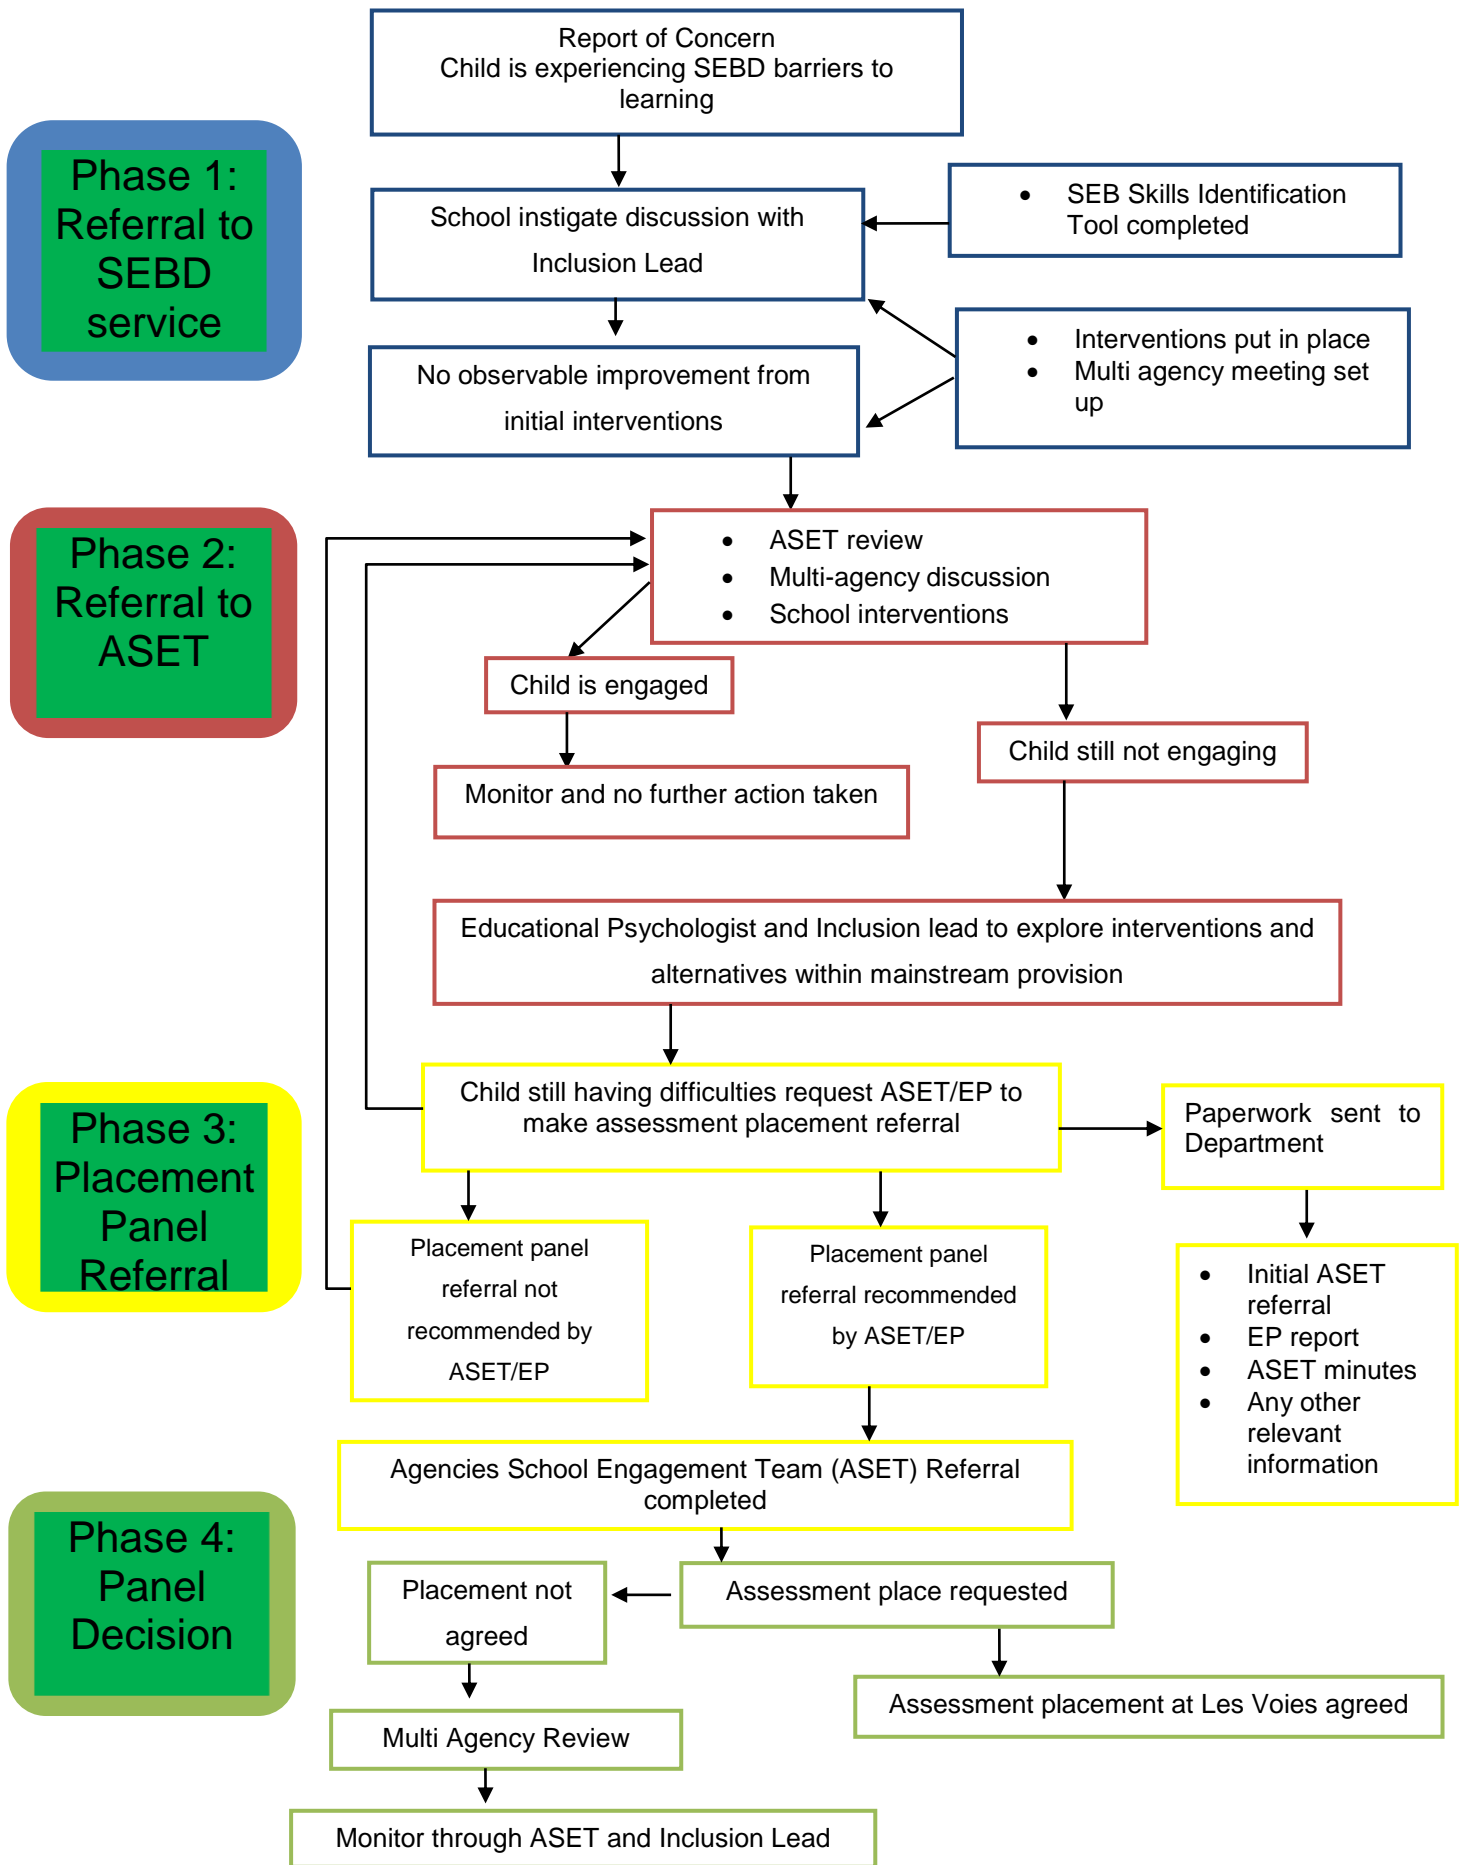 Report of Concern
Child is experiencing SEBD barriers to
learning
Phase 1:
Referral to
SEBD
service
School instigate discussion with
Inclusion Lead
• SEB Skills Identification
Tool completed
No observable improvement from
initial interventions
• Interventions put in place
• Multi agency meeting set
up
Phase 2:
Referral to
ASET
• ASET review
• Multi-agency discussion
• School interventions
Child is engaged
Child still not engaging
Monitor and no further action taken
Educational Psychologist and Inclusion lead to explore interventions and
alternatives within mainstream provision
Phase 3:
Placement
Panel
Referral
Child still having difficulties request ASET/EP to
make assessment placement referral
Paperwork sent to
Department
Placement panel
referral not
recommended by
ASET/EP
Placement panel
referral recommended
by ASET/EP
• Initial ASET
referral
• EP report
• ASET minutes
• Any other
relevant
information
Agencies School Engagement Team (ASET) Referral
completed
Phase 4:
Panel
Decision
Placement not
agreed
Assessment place requested
Assessment placement at Les Voies agreed
Multi Agency Review
Monitor through ASET and Inclusion Lead